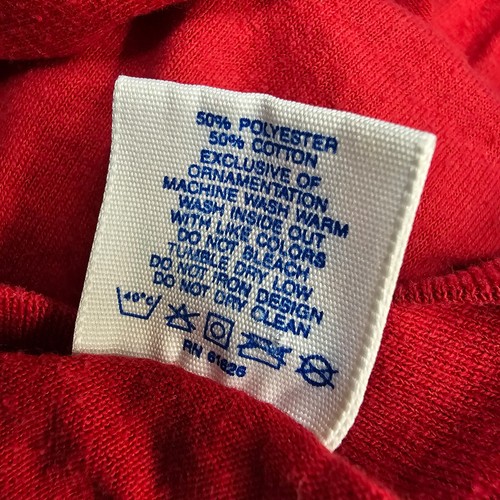 50% POLYESTER
50% COTTON
EXCLUSIVE OF
ORNAMENTATION
MACHINE WASH WARM
WASH INSIDE OUT
WITH LIKE COLORS
DO NOT BLEACH
TUMBLE DRY LOW
DO NOT IRON DESIGN
DO NOT DRY CLEAN
40°C
RN 61626